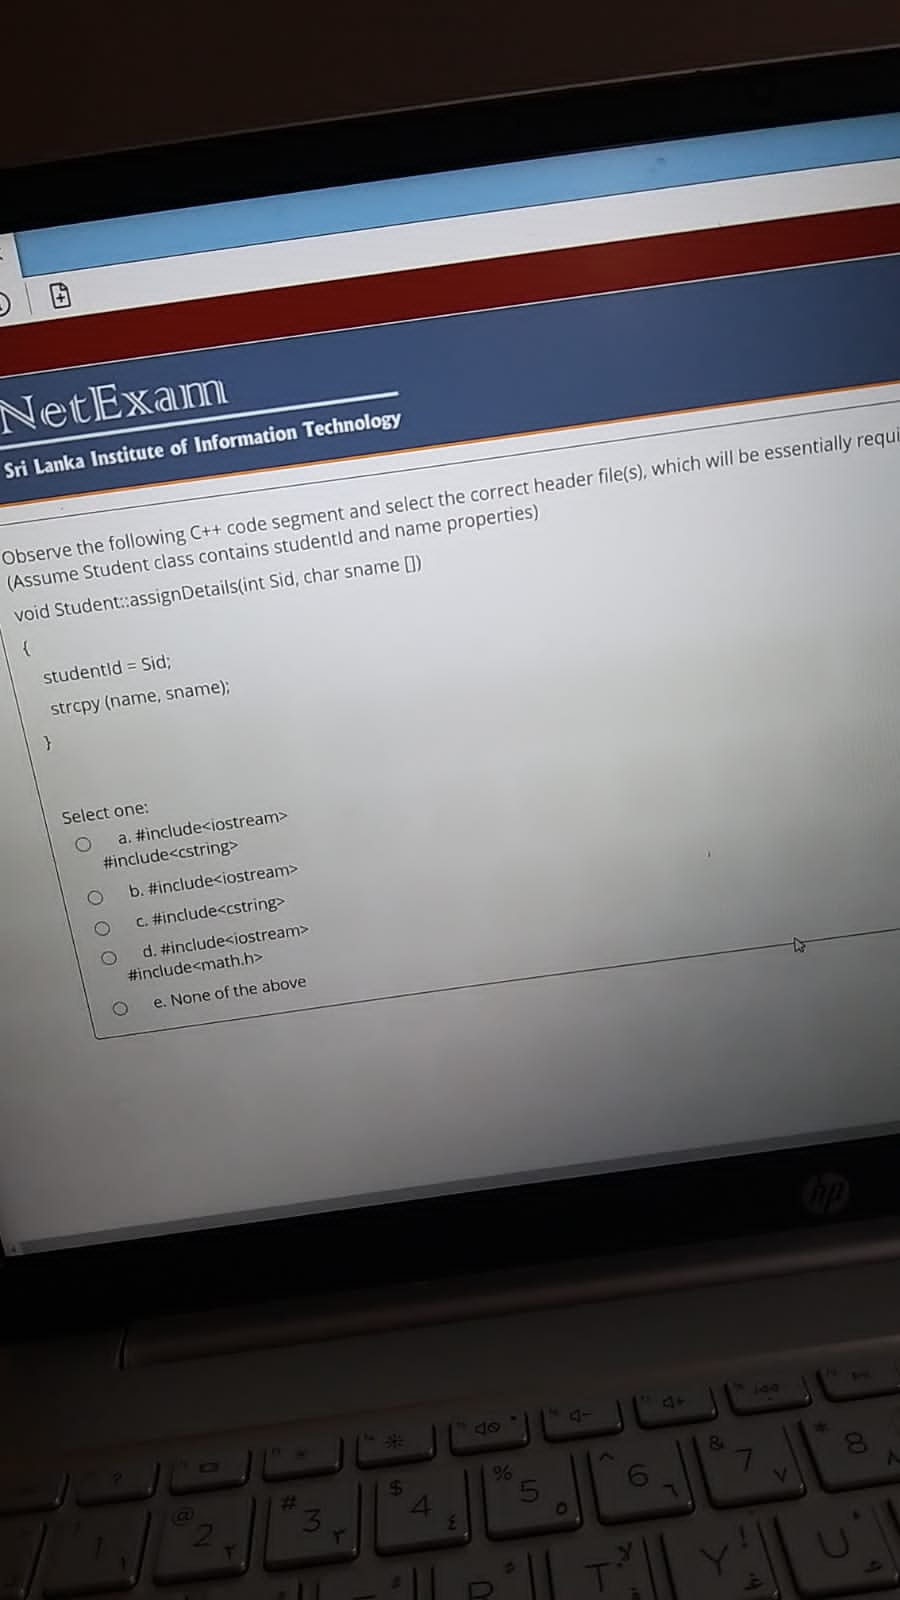 NetExam
Sri Lanka Institute of Information Technology
Observe the following C++ code segment and select the correct header file(s), which will be essentially requi
(Assume Student class contains studentId and name properties)
void Student::assignDetails(int Sid, char sname [])
{
studentId = Sid;
strcpy (name, sname);
}
Select one:
a. #include<iostream>
#include<cstring>
b. #include<iostream>
c. #include<cstring>
d. #include<iostream>
#include<math.h>
e. None of the above
hp
@ # $ % ^ & *
1 2 3 4 5 6 7 8
R T Y U